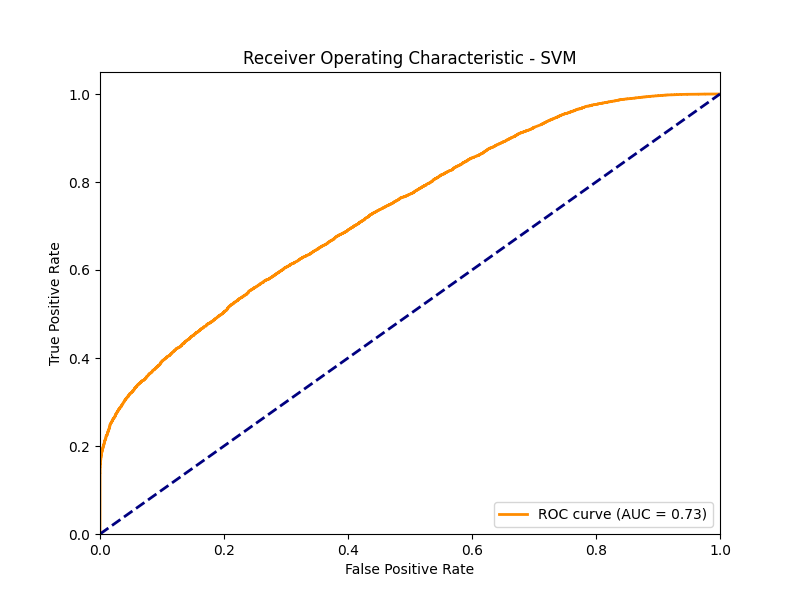 Receiver Operating Characteristic - SVM
True Positive Rate
1.0
0.8
0.6
0.4
0.2
0.0
0.0 0.2 0.4 0.6 0.8 1.0
False Positive Rate
ROC curve (AUC = 0.73)